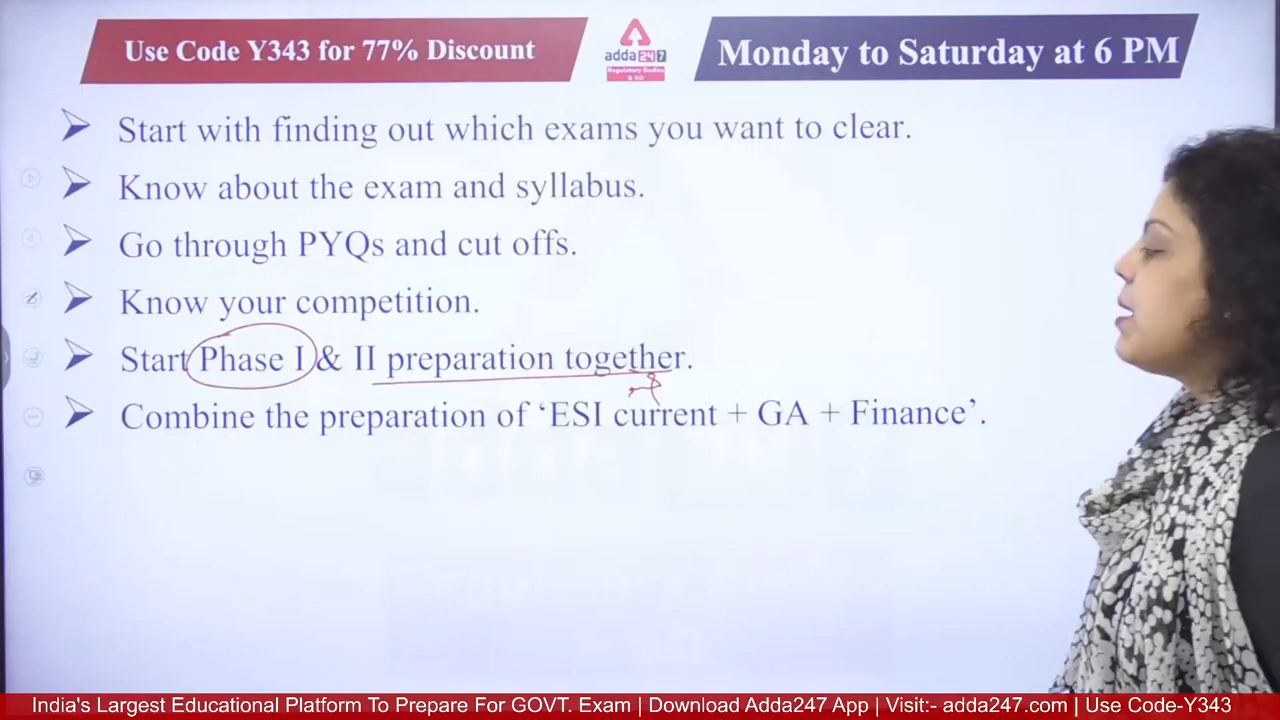 Use Code Y343 for 77% Discount
adda247
Regulatory Bodies
& SO
Monday to Saturday at 6 PM
Start with finding out which exams you want to clear.
Know about the exam and syllabus.
Go through PYQs and cut offs.
Know your competition.
Start Phase I & II preparation together.
Combine the preparation of ‘ESI current + GA + Finance’.
India's Largest Educational Platform To Prepare For GOVT. Exam | Download Adda247 App | Visit:- adda247.com | Use Code-Y343